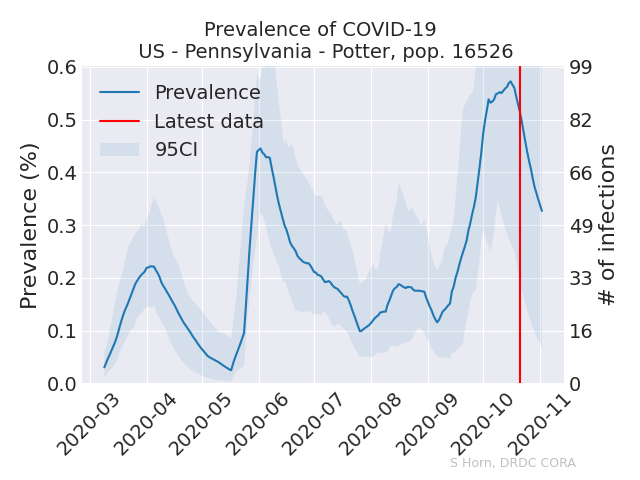 Prevalence of COVID-19
US - Pennsylvania - Potter, pop. 16526
Prevalence
Latest data
95CI
Prevalence (%)
0.6
0.5
0.4
0.3
0.2
0.1
0.0
99
82
66
49
33
16
0
# of infections
2020-03
2020-04
2020-05
2020-06
2020-07
2020-08
2020-09
2020-10
2020-11
S Horn, DRDC CORA